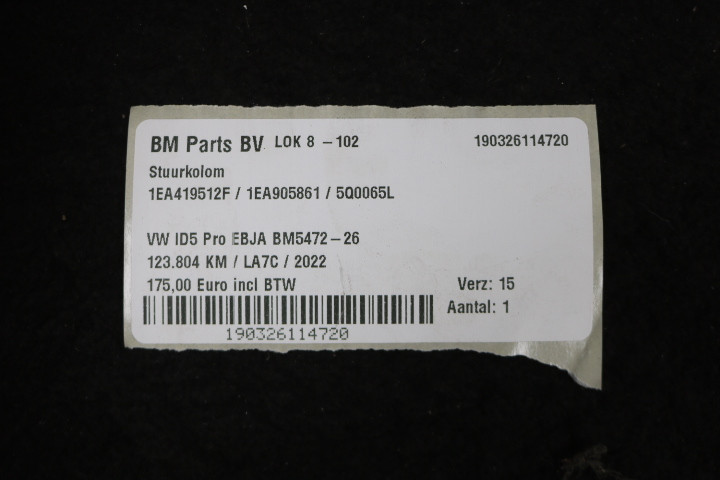 BM Parts BV LOK 8 - 102 190326114720
Stuurkolom
1EA419512F / 1EA905861 / 5Q0065L
VW ID5 Pro EBJA BM5472-26
123.804 KM / LA7C / 2022
175,00 Euro incl BTW Verz: 15
Aantal: 1
190326114720